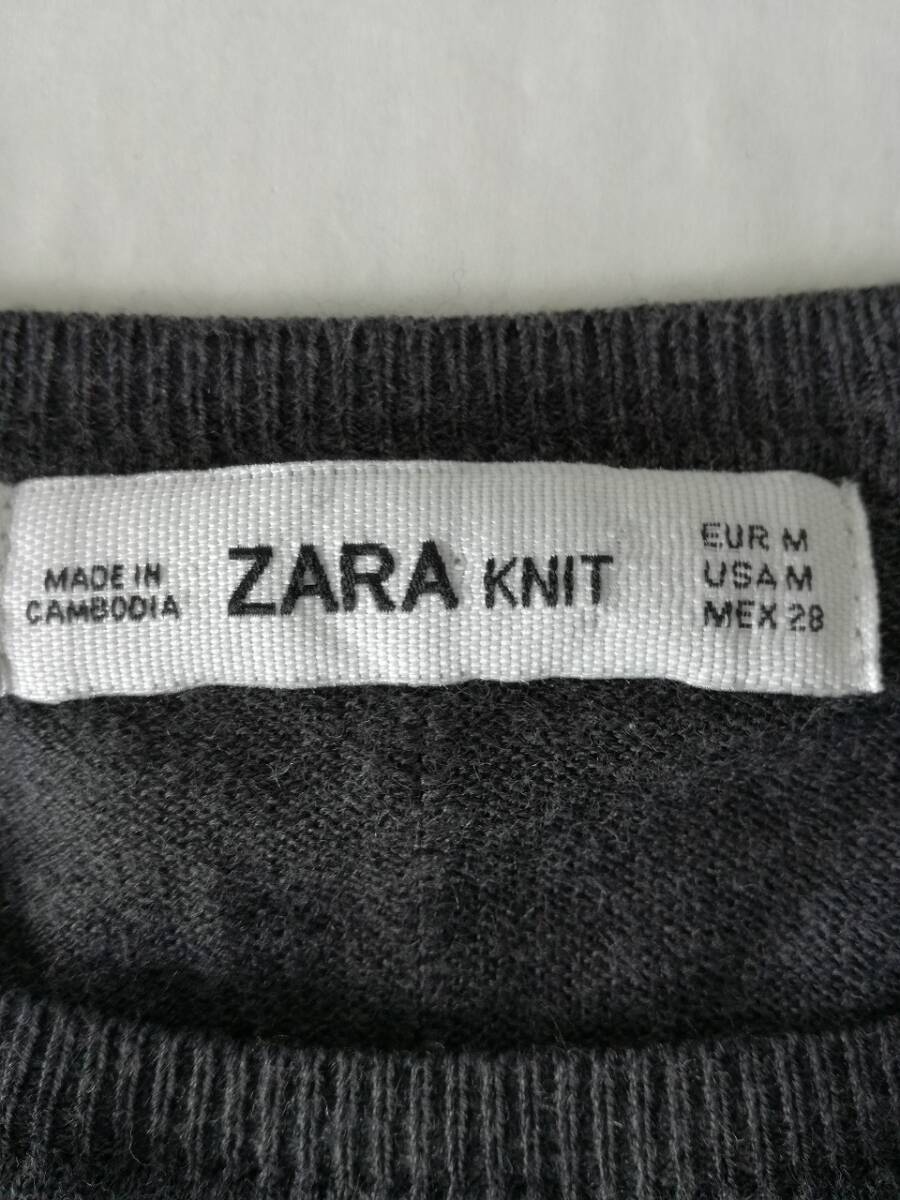 MADE IN
CAMBODIA
ZARA KNIT
EUR M
USA M
MEX 28